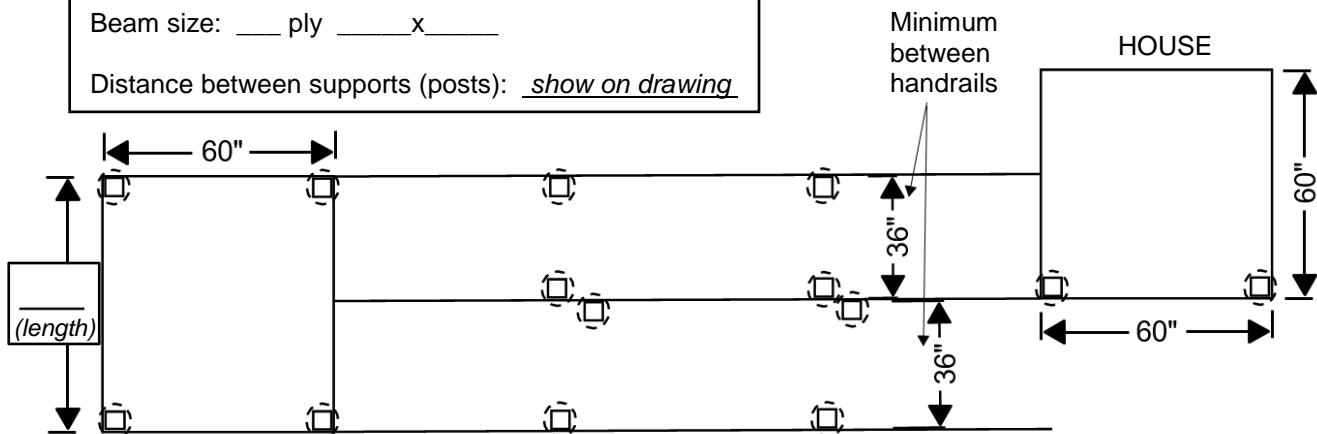 Beam size: ___ ply _____x_____
Distance between supports (posts): show on drawing
Minimum
between
handrails
HOUSE
60"
36"
60"
(length)
36"
60"